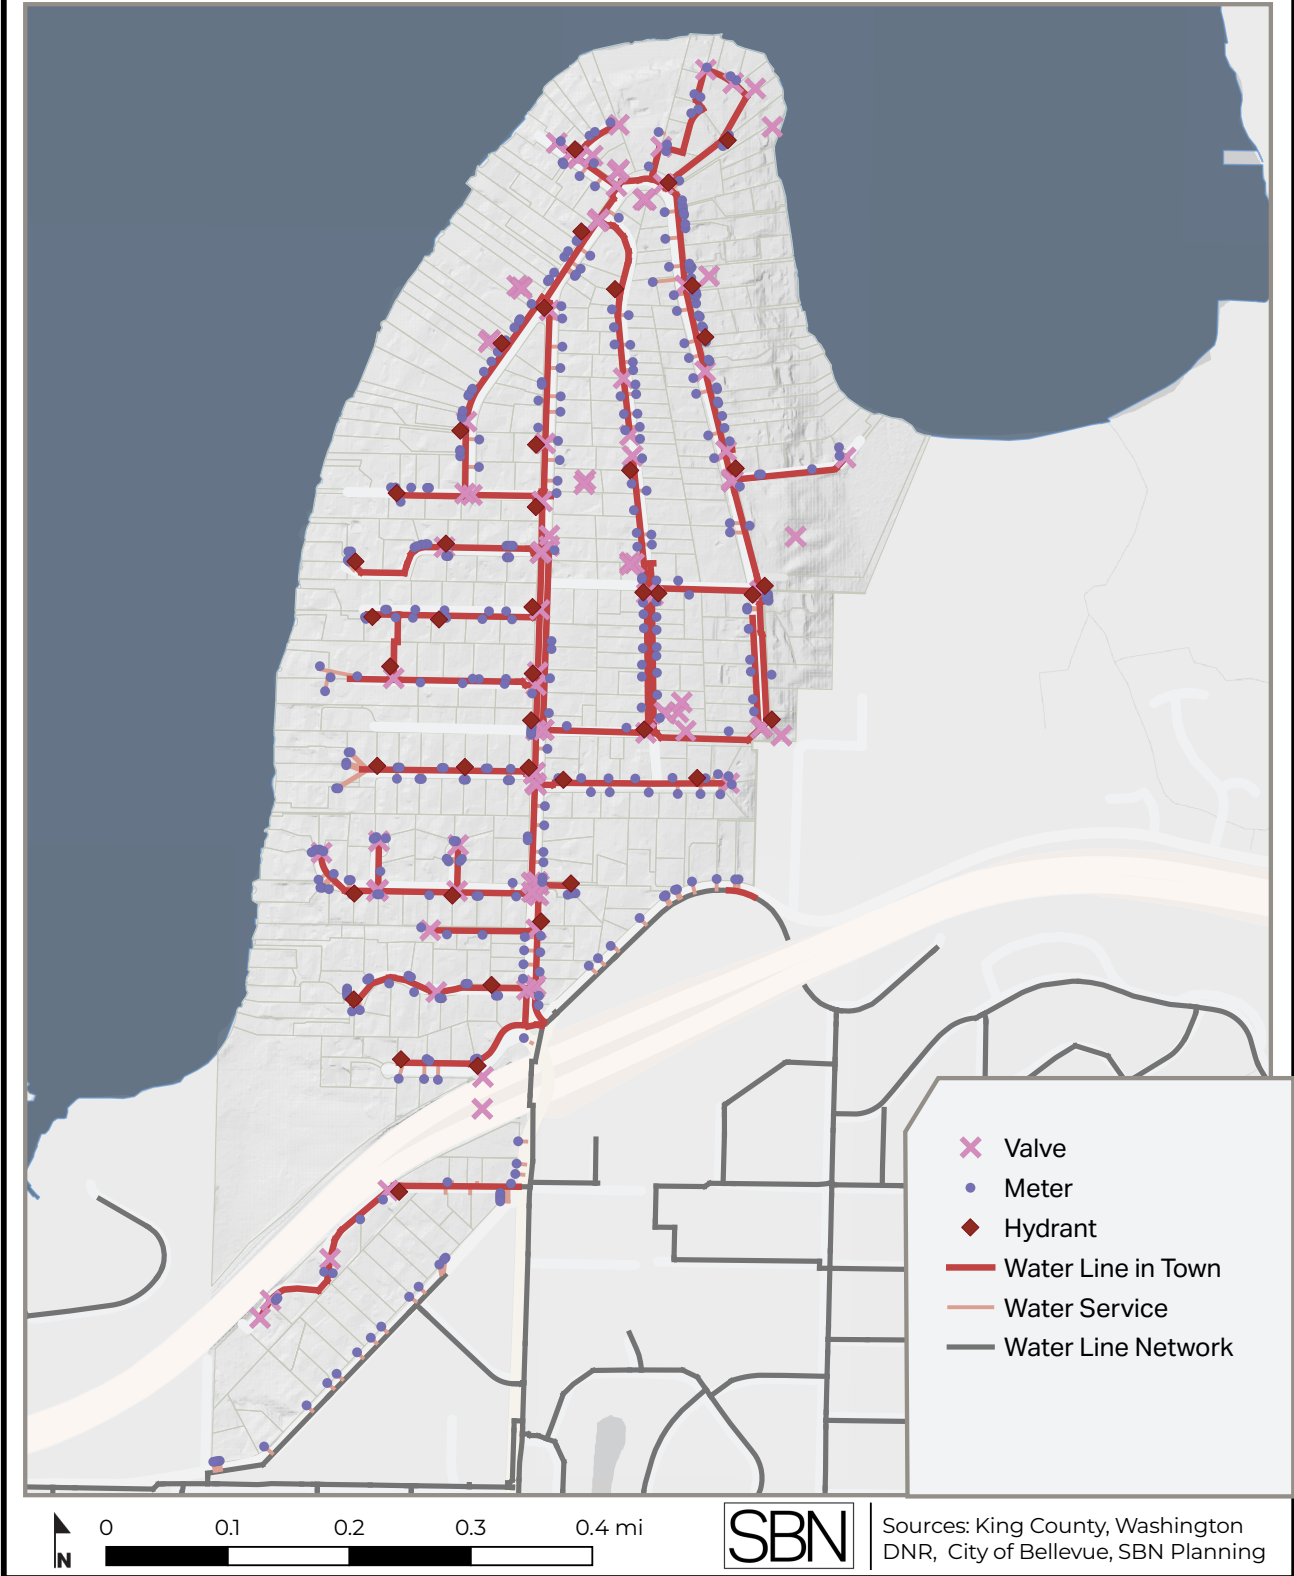 Valve
Meter
Hydrant
Water Line in Town
Water Service
Water Line Network
N
0 0.1 0.2 0.3 0.4 mi
SBN
Sources: King County, Washington
DNR, City of Bellevue, SBN Planning